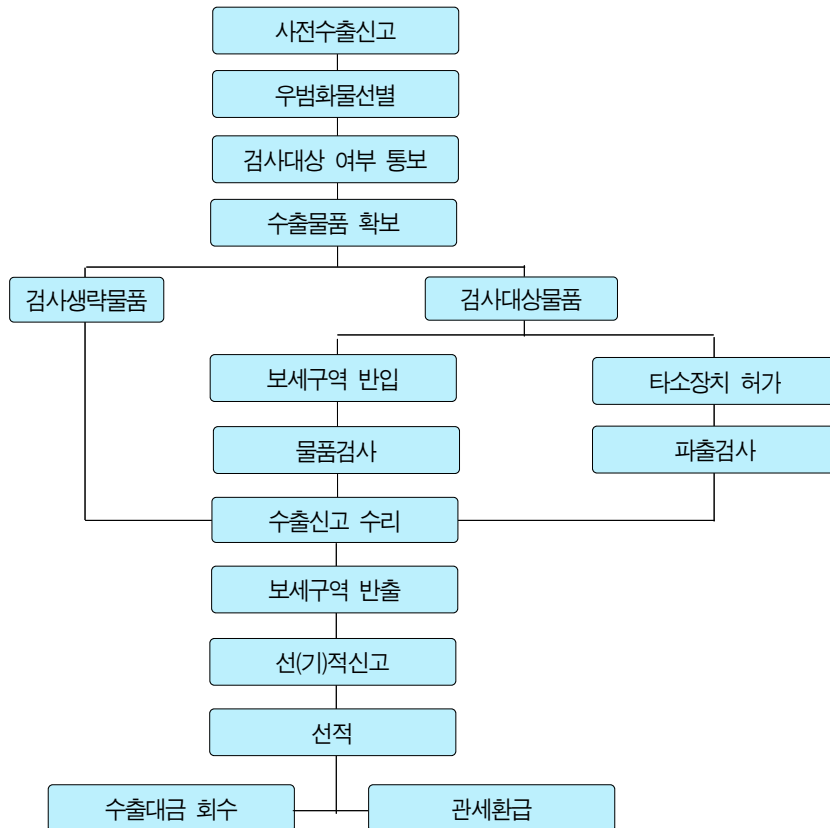 사전수출신고
우범화물선별
검사대상 여부 통보
수출물품 확보
검사생략물품
검사대상물품
보세구역 반입
타소장치 허가
물품검사
파출검사
수출신고 수리
보세구역 반출
선(기)적신고
선적
수출대금 회수
관세환급